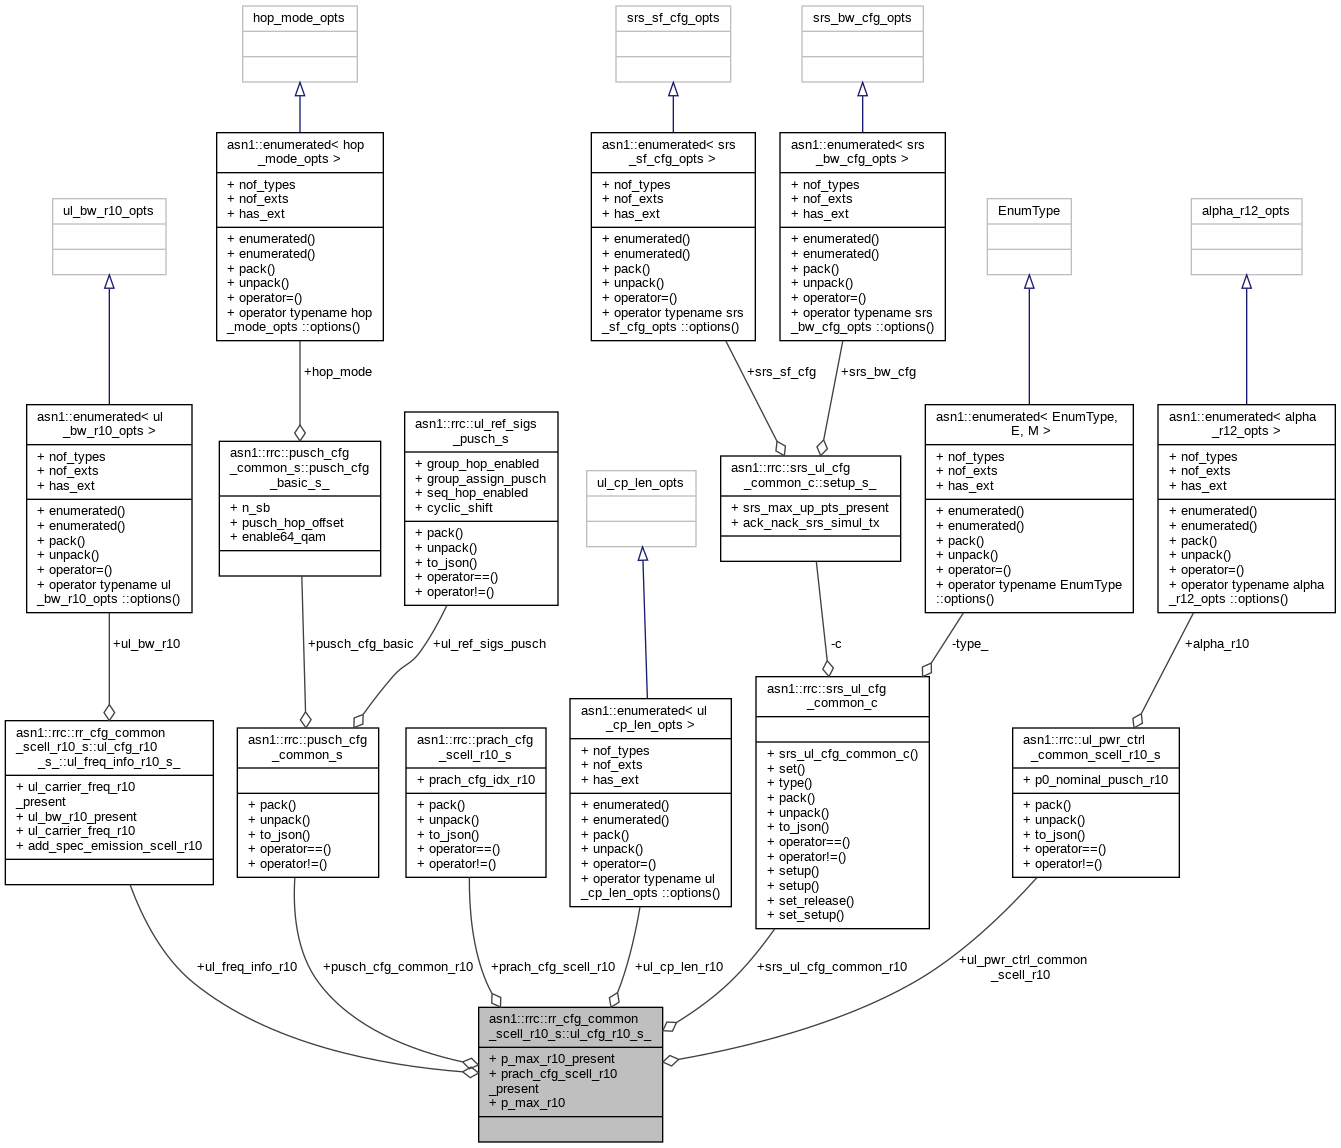 hop_mode_opts
srs_sf_cfg_opts
srs_bw_cfg_opts
asn1::enumerated< hop
_mode_opts >
+ nof_types
+ nof_exts
+ has_ext
+ enumerated()
+ enumerated()
+ pack()
+ unpack()
+ operator=()
+ operator typename hop
_mode_opts ::options()
asn1::enumerated< srs
_sf_cfg_opts >
+ nof_types
+ nof_exts
+ has_ext
+ enumerated()
+ enumerated()
+ pack()
+ unpack()
+ operator=()
+ operator typename srs
_sf_cfg_opts ::options()
asn1::enumerated< srs
_bw_cfg_opts >
+ nof_types
+ nof_exts
+ has_ext
+ enumerated()
+ enumerated()
+ pack()
+ unpack()
+ operator=()
+ operator typename srs
_bw_cfg_opts ::options()
ul_bw_r10_opts
EnumType
alpha_r12_opts
+hop_mode
+srs_sf_cfg
+srs_bw_cfg
asn1::enumerated< ul
_bw_r10_opts >
+ nof_types
+ nof_exts
+ has_ext
+ enumerated()
+ enumerated()
+ pack()
+ unpack()
+ operator=()
+ operator typename ul
_bw_r10_opts ::options()
asn1::rrc::pusch_cfg
_common_s::pusch_cfg
_basic_s_
+ n_sb
+ pusch_hop_offset
+ enable64_qam
asn1::rrc::ul_ref_sigs
_pusch_s
+ group_hop_enabled
+ group_assign_pusch
+ seq_hop_enabled
+ cyclic_shift
+ pack()
+ unpack()
+ to_json()
+ operator==()
+ operator!=()
ul_cp_len_opts
asn1::rrc::srs_ul_cfg
_common_c::setup_s_
+ srs_max_up_pts_present
+ ack_nack_srs_simul_tx
asn1::enumerated< EnumType,
E, M >
+ nof_types
+ nof_exts
+ has_ext
+ enumerated()
+ enumerated()
+ pack()
+ unpack()
+ operator=()
+ operator typename EnumType
::options()
asn1::enumerated< alpha
_r12_opts >
+ nof_types
+ nof_exts
+ has_ext
+ enumerated()
+ enumerated()
+ pack()
+ unpack()
+ operator=()
+ operator typename alpha
_r12_opts ::options()
+ul_bw_r10
+pusch_cfg_basic
+ul_ref_sigs_pusch
-c
-type_
+alpha_r10
asn1::rrc::rr_cfg_common
_scell_r10_s::ul_cfg_r10
_s_::ul_freq_info_r10_s_
+ ul_carrier_freq_r10
_present
+ ul_bw_r10_present
+ ul_carrier_freq_r10
+ add_spec_emission_scell_r10
asn1::rrc::pusch_cfg
_common_s
+ pack()
+ unpack()
+ to_json()
+ operator==()
+ operator!=()
asn1::rrc::prach_cfg
_scell_r10_s
+ prach_cfg_idx_r10
+ pack()
+ unpack()
+ to_json()
+ operator==()
+ operator!=()
asn1::enumerated< ul
_cp_len_opts >
+ nof_types
+ nof_exts
+ has_ext
+ enumerated()
+ enumerated()
+ pack()
+ unpack()
+ operator=()
+ operator typename ul
_cp_len_opts ::options()
asn1::rrc::srs_ul_cfg
_common_c
+ srs_ul_cfg_common_c()
+ set()
+ type()
+ pack()
+ unpack()
+ to_json()
+ operator==()
+ operator!=()
+ setup()
+ setup()
+ set_release()
+ set_setup()
asn1::rrc::ul_pwr_ctrl
_common_scell_r10_s
+ p0_nominal_pusch_r10
+ pack()
+ unpack()
+ to_json()
+ operator==()
+ operator!=()
+ul_freq_info_r10
+pusch_cfg_common_r10
+prach_cfg_scell_r10
+ul_cp_len_r10
+srs_ul_cfg_common_r10
+ul_pwr_ctrl_common
_scell_r10
asn1::rrc::rr_cfg_common
_scell_r10_s::ul_cfg_r10_s_
+ p_max_r10_present
+ prach_cfg_scell_r10
_present
+ p_max_r10